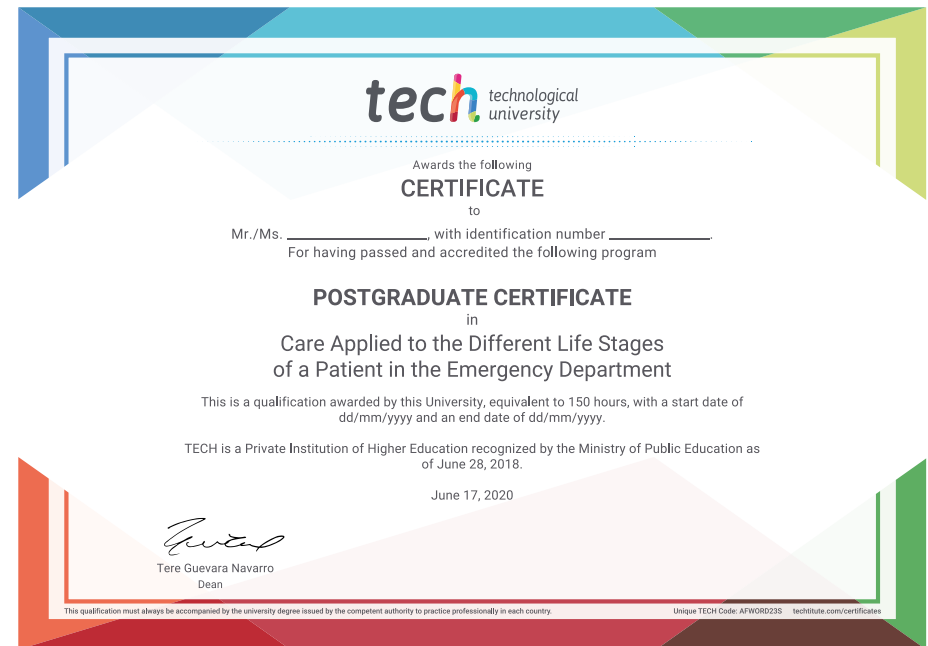 tech technological
university
Awards the following
CERTIFICATE
to
Mr./Ms. ____________________, with identification number ______________.
For having passed and accredited the following program
POSTGRADUATE CERTIFICATE
in
Care Applied to the Different Life Stages
of a Patient in the Emergency Department
This is a qualification awarded by this University, equivalent to 150 hours, with a start date of
dd/mm/yyyy and an end date of dd/mm/yyyy.
TECH is a Private Institution of Higher Education recognized by the Ministry of Public Education as
of June 28, 2018.
June 17, 2020
Tere Guevara Navarro
Dean
This qualification must always be accompanied by the university degree issued by the competent authority to practice professionally in each country.
Unique TECH Code: AFWORD23S techtitute.com/certificates